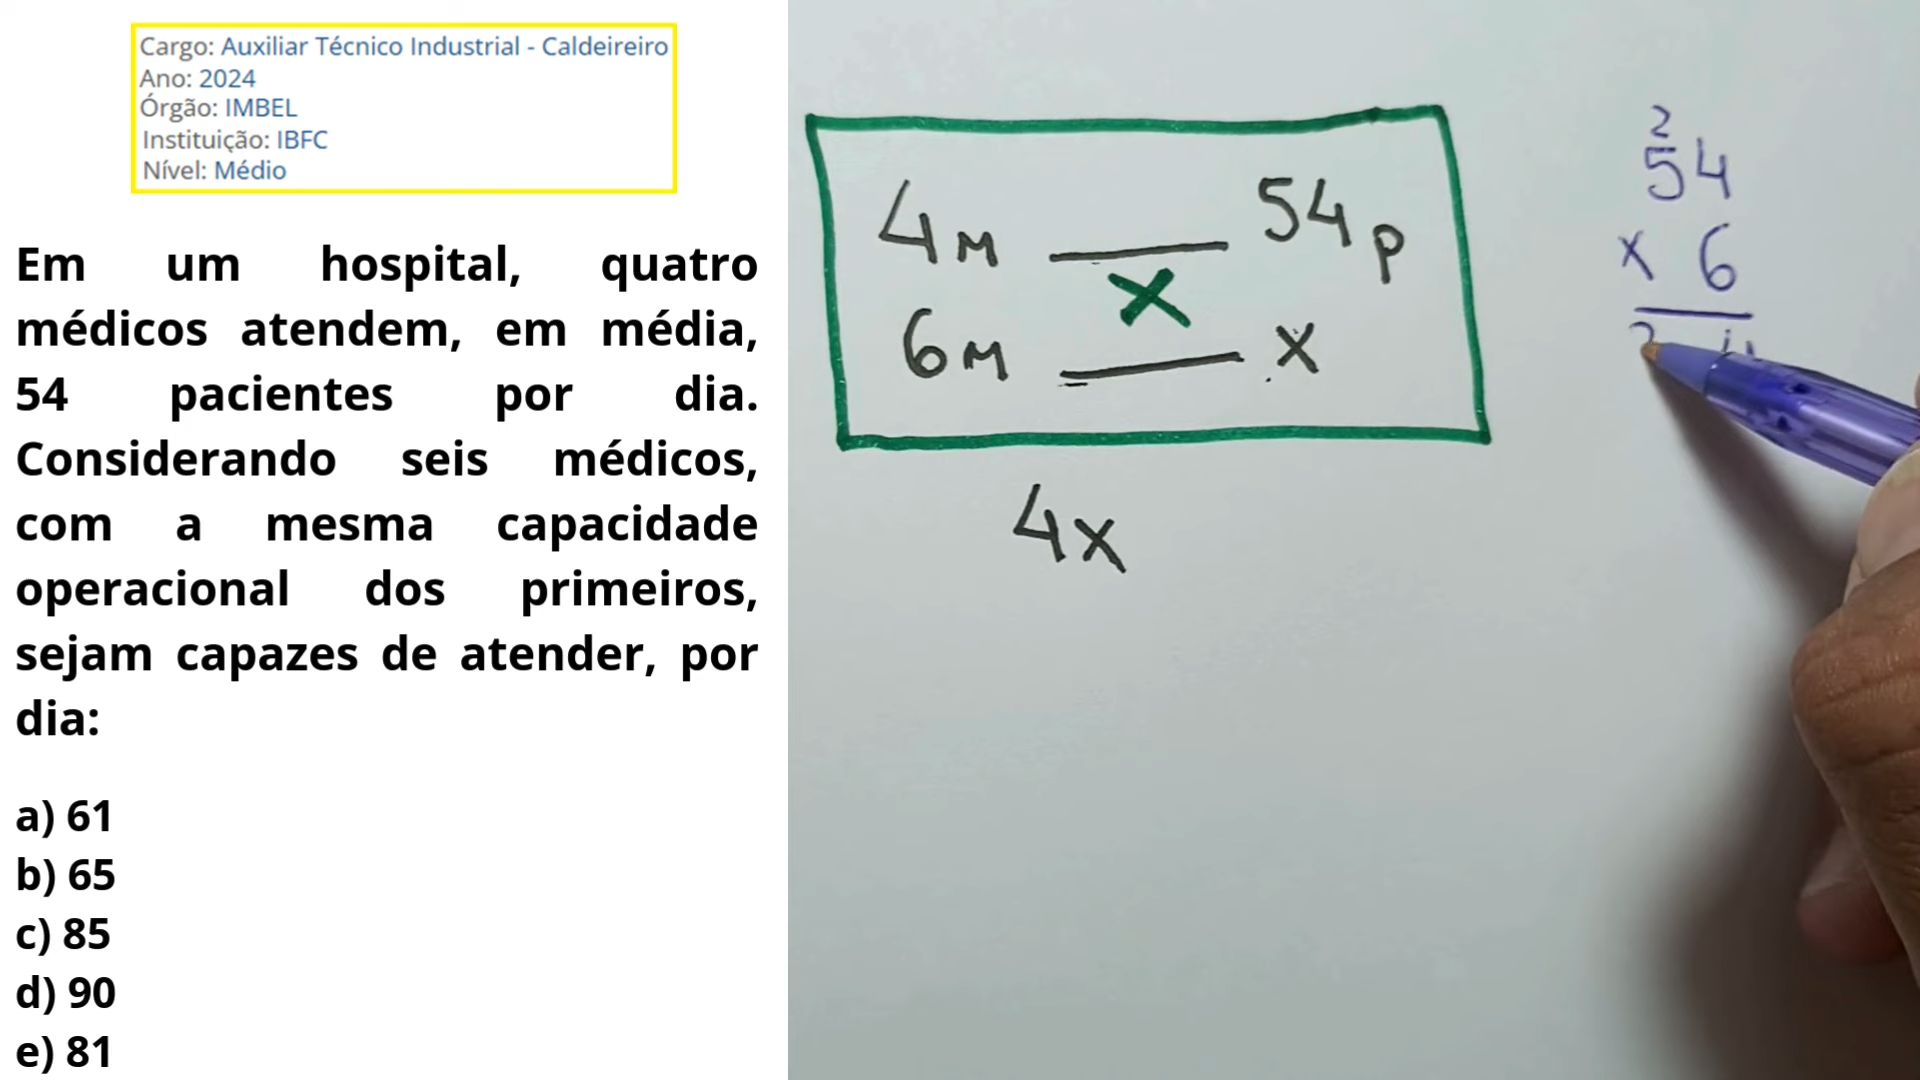 Cargo: Auxiliar Técnico Industrial - Caldeireiro
Ano: 2024
Órgão: IMBEL
Instituição: IBFC
Nível: Médio
Em um hospital, quatro
médicos atendem, em média,
54 pacientes por dia.
Considerando seis médicos,
com a mesma capacidade
operacional dos primeiros,
sejam capazes de atender, por
dia:
a) 61
b) 65
c) 85
d) 90
e) 81
4M 54p
X
6M x
4x
2
54
x 6